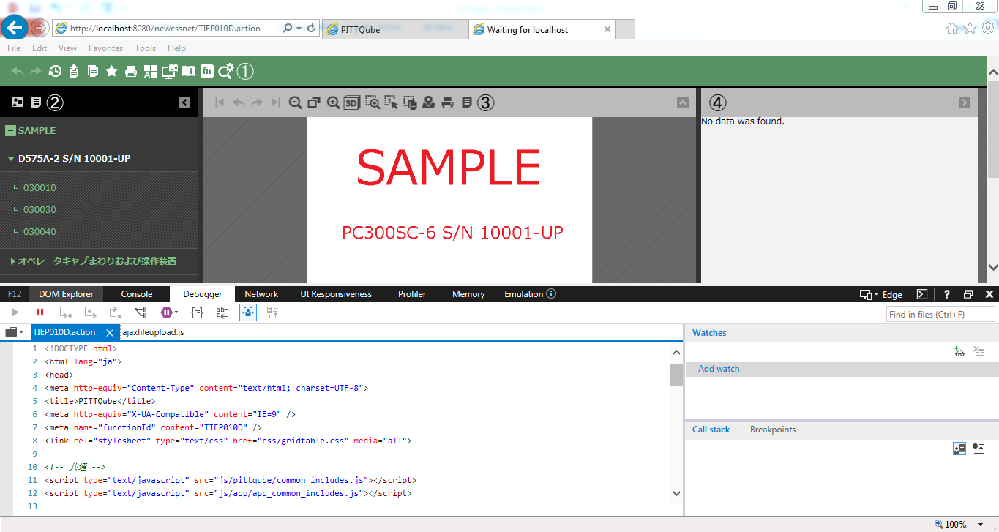 http://localhost:8080/newcssnet/TIEP010D.action
PITTQube
Waiting for localhost
File Edit View Favorites Tools Help
fn
①
②
3D
③
④
SAMPLE
D575A-2 S/N 10001-UP
030010
030030
030040
オペレータキャブまわりおよび操作装置
SAMPLE
PC300SC-6 S/N 10001-UP
No data was found.
F12 DOM Explorer Console Debugger Network UI Responsiveness Profiler Memory Emulation Edge
Find in files (Ctrl+F)
TIEP010D.action ajaxfileupload.js
1 <!DOCTYPE html>
2 <html lang="ja">
3 <head>
4 <meta http-equiv="Content-Type" content="text/html; charset=UTF-8">
5 <title>PITTQube</title>
6 <meta http-equiv="X-UA-Compatible" content="IE=9" />
7 <meta name="functionId" content="TIEP010D" />
8 <link rel="stylesheet" type="text/css" href="css/gridtable.css" media="all">
9
10 <!-- 共通 -->
11 <script type="text/javascript" src="js/pittqube/common_includes.js"></script>
12 <script type="text/javascript" src="js/app/app_common_includes.js"></script>
13
Watches
Add watch
Call stack Breakpoints
100%